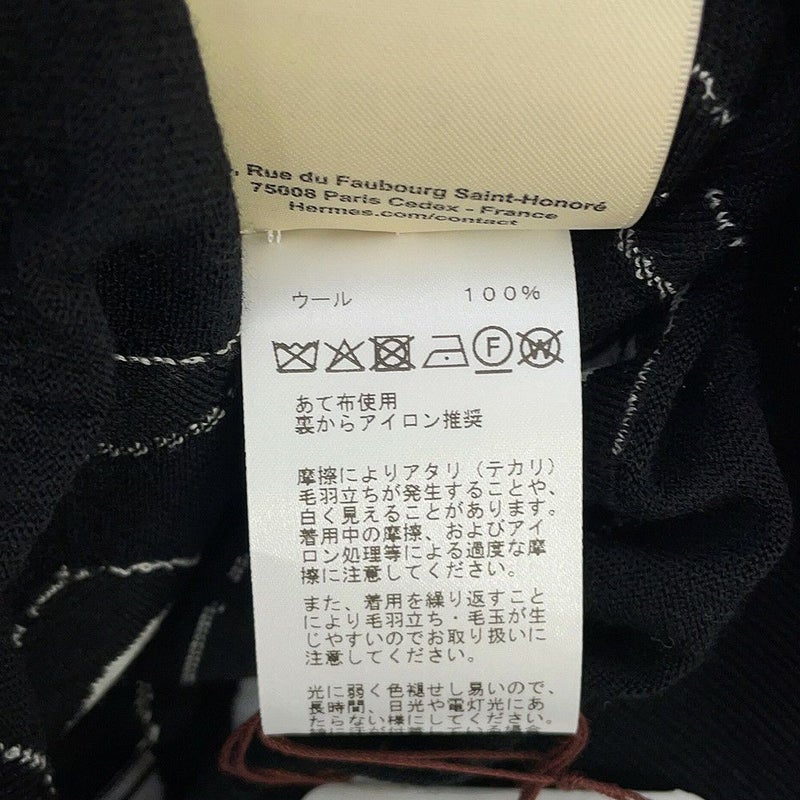 , Rue du Faubourg Saint-Honoré
75008 Paris Cedex - France
Hermes.com/contact
ウール 100%
F W
あて布使用
裏からアイロン推奨
摩擦によりアタリ（テカリ）
毛羽立ちが発生することや、
白く見えることがあります。
着用中の摩擦、およびアイ
ロン処理等による過度な摩
擦に注意してください。
また、着用を繰り返すこと
により毛羽立ち・毛玉が生
じやすいのでお取り扱いに
注意してください。
光に弱く色褪せし易いので、
長時間、日光や電灯光にあ
たらない様にしてください。